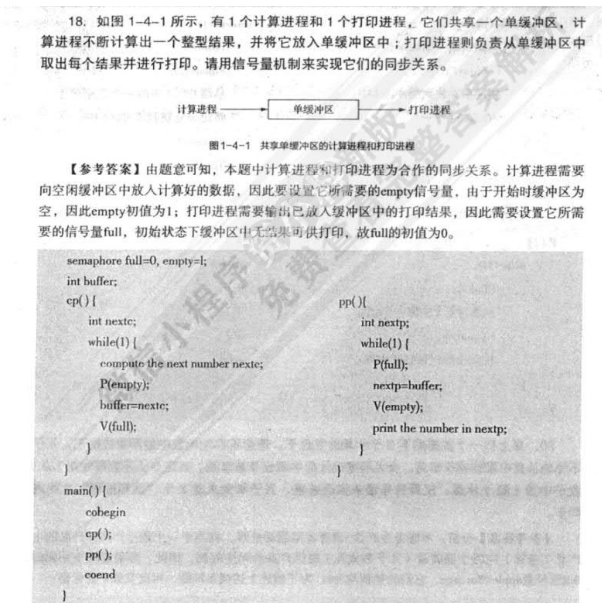 18. 如图 1-4-1 所示，有 1 个计算进程和 1 个打印进程，它们共享一个单缓冲区，计
算进程不断计算出一个整型结果，并将它放入单缓冲区中；打印进程则负责从单缓冲区中
取出每个结果并进行打印。请用信号量机制来实现它们的同步关系。
计算进程 单缓冲区 打印进程
图1-4-1 共享单缓冲区的计算进程和打印进程
【参考答案】由题意可知，本题中计算进程和打印进程为合作的同步关系。计算进程需要
向空闲缓冲区中放入计算好的数据，因此要设置它所需要的empty信号量，由于开始时缓冲区为
空，因此empty初值为1；打印进程需要输出已放入缓冲区中的打印结果，因此需要设置它所需
要的信号量full，初始状态下缓冲区中无结果可供打印，故full的初值为0。
semaphore full=0, empty=1;
int buffer;
cp() {
int nextc;
while(1) {
compute the next number nextc;
P(empty);
buffer=nextc;
V(full);
}
}
pp(){
int nextp;
while(1) {
P(full);
nextp=buffer;
V(empty);
print the number in nextp;
}
}
main() {
cobegin
cp();
pp();
coend
}